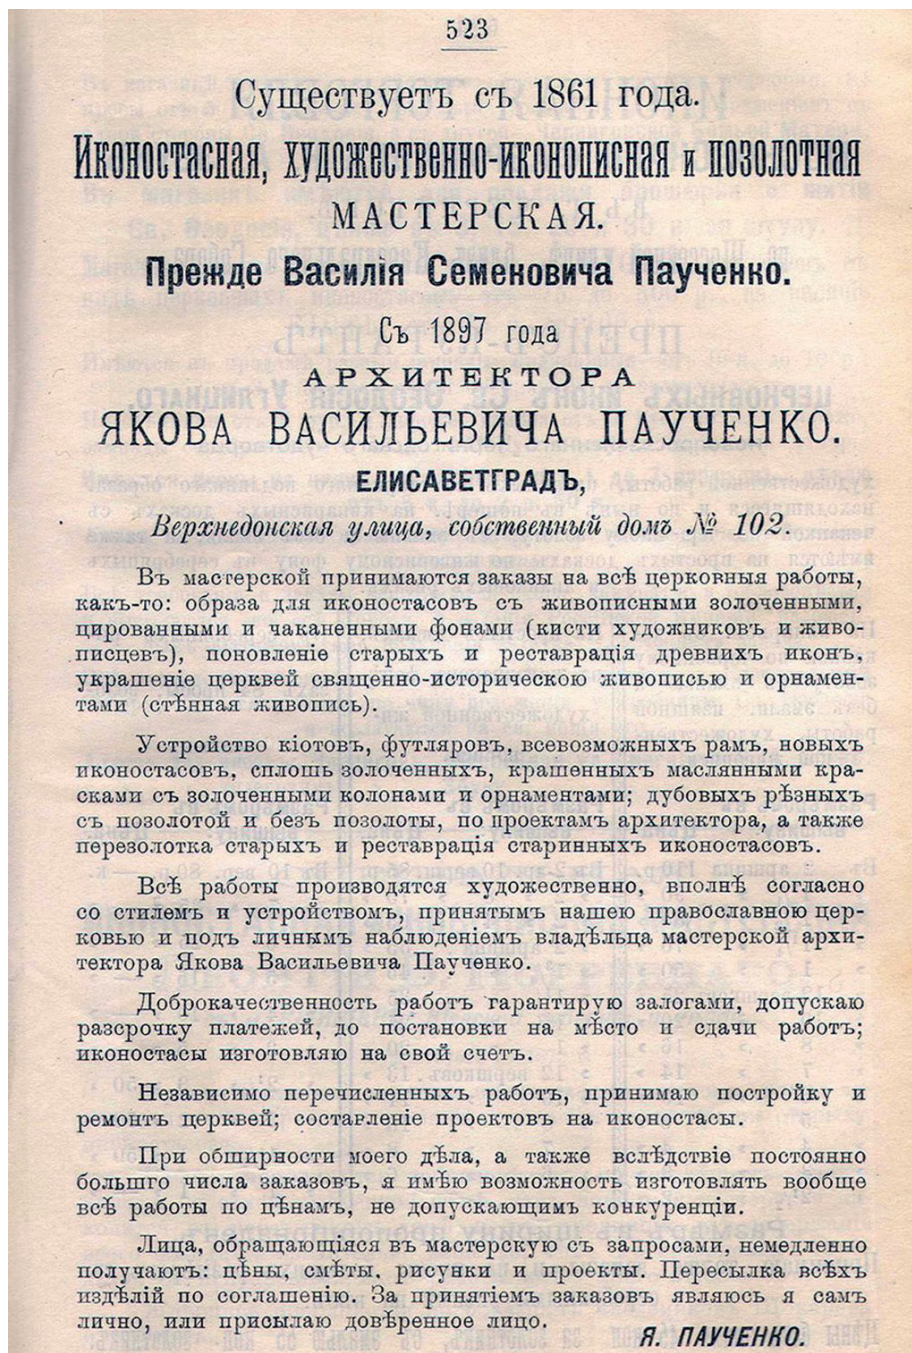 523
Существуетъ съ 1861 года.
Иконостасная, художественно-иконописная и позолотная
МАСТЕРСКАЯ.
Прежде Василія Семеновича Паученко.
Съ 1897 года
АРХИТЕКТОРА
ЯКОВА ВАСИЛЬЕВИЧА ПАУЧЕНКО.
ЕЛИСАВЕТГРАДЪ,
Верхнедонская улица, собственный домъ № 102.
Въ мастерской принимаются заказы на всѣ церковныя работы,
какъ-то: образа для иконостасовъ съ живописными золоченными,
цированными и чаканенными фонами (кисти художниковъ и живо-
писцевъ), поновленіе старыхъ и реставрація древнихъ иконъ,
украшеніе церквей священно-историческою живописью и орнамен-
тами (стѣнная живопись).
Устройство кіотовъ, футляровъ, всевозможныхъ рамъ, новыхъ
иконостасовъ, сплошь золоченныхъ, крашенныхъ маслянными кра-
сками съ золоченными колонами и орнаментами; дубовыхъ рѣзныхъ
съ позолотой и безъ позолоты, по проектамъ архитектора, а также
перезолотка старыхъ и реставрація старинныхъ иконостасовъ.
Всѣ работы производятся художественно, вполнѣ согласно
со стилемъ и устройствомъ, принятымъ нашею православною цер-
ковью и подъ личнымъ наблюденіемъ владѣльца мастерской архи-
тектора Якова Васильевича Паученко.
Доброкачественность работъ гарантирую залогами, допускаю
разсрочку платежей, до постановки на мѣсто и сдачи работъ;
иконостасы изготовляю на свой счетъ.
Независимо перечисленныхъ работъ, принимаю постройку и
ремонтъ церквей; составленіе проектовъ на иконостасы.
При обширности моего дѣла, а также вслѣдствіе постоянно
большго числа заказовъ, я имѣю возможность изготовлять вообще
всѣ работы по цѣнамъ, не допускающимъ конкуренціи.
Лица, обращающіяся въ мастерскую съ запросами, немедленно
получаютъ: цѣны, смѣты, рисунки и проекты. Пересылка всѣхъ
издѣлій по соглашенію. За принятіемъ заказовъ являюсь я самъ
лично, или присылаю довѣренное лицо.
Я. ПАУЧЕНКО.